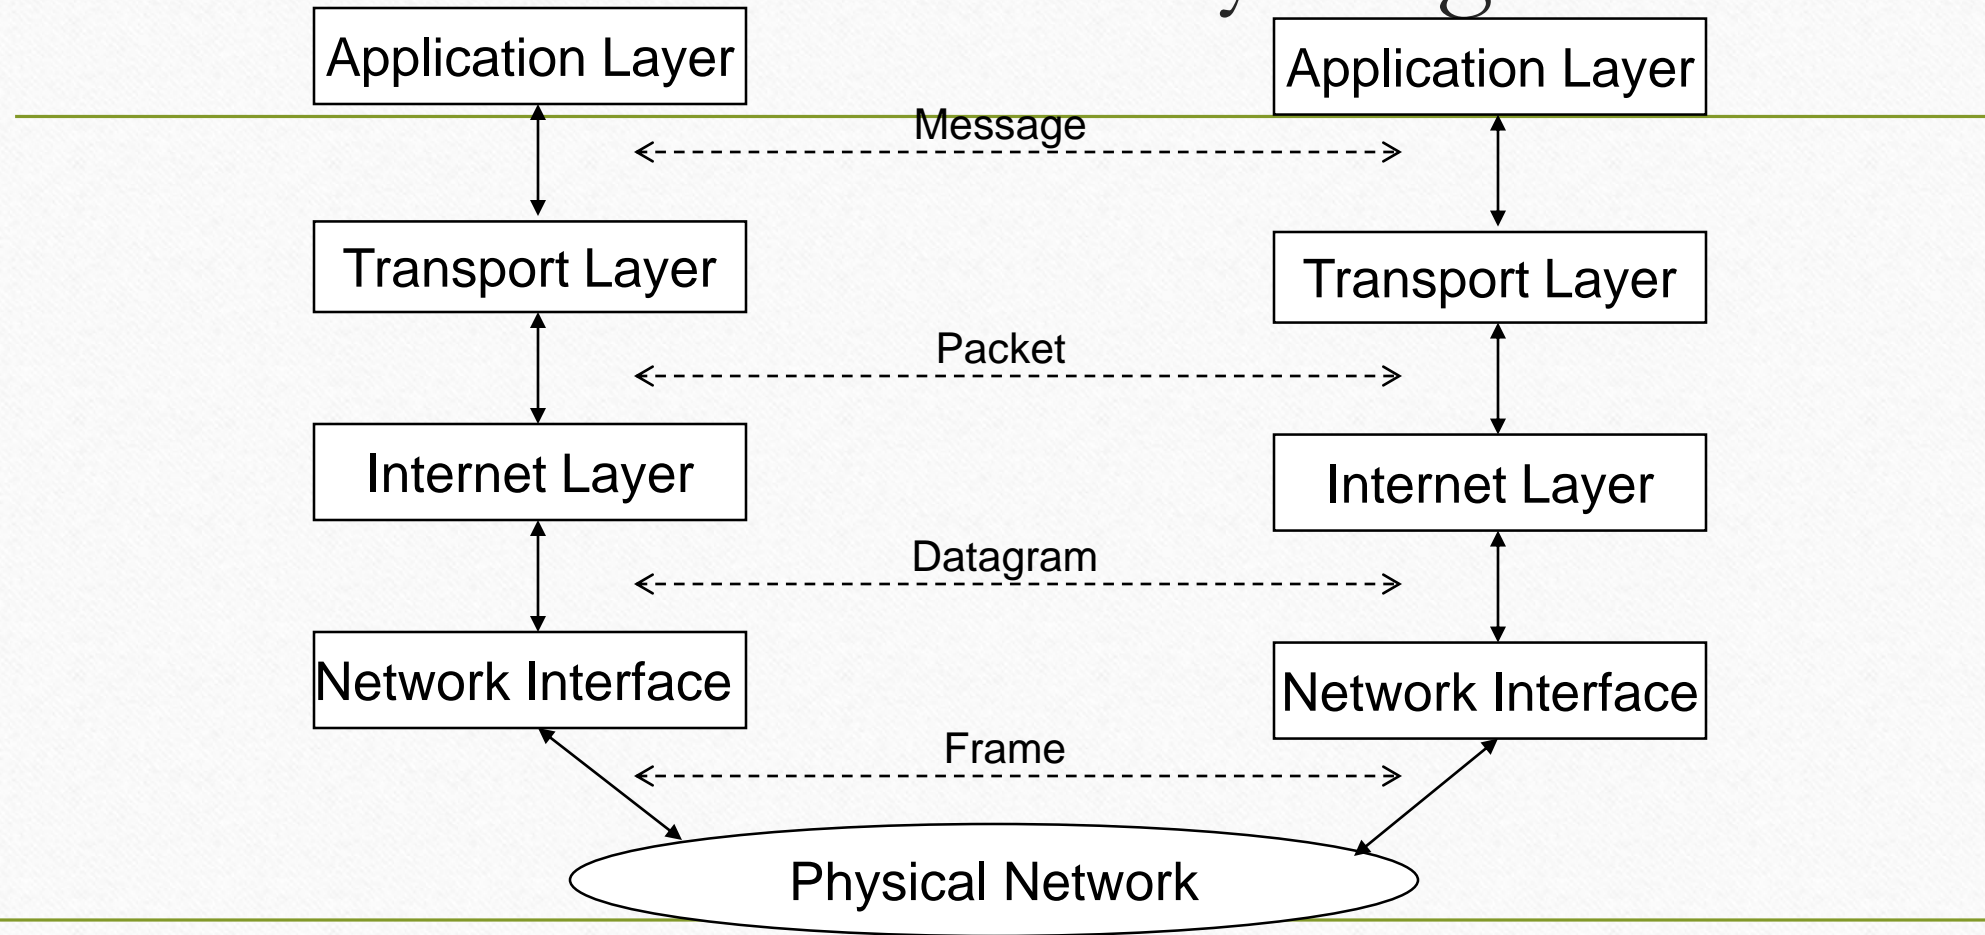 Application Layer
Application Layer
Message
Transport Layer
Transport Layer
Packet
Internet Layer
Internet Layer
Datagram
Network Interface
Network Interface
Frame
Physical Network